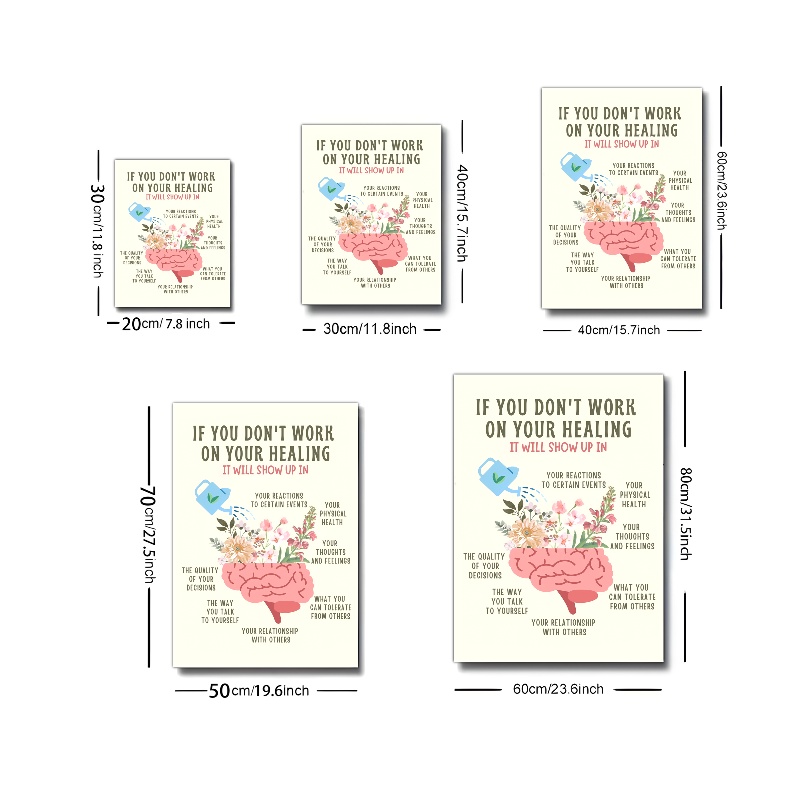 IF YOU DON'T WORK
ON YOUR HEALING
IT WILL SHOW UP IN
YOUR REACTIONS
TO CERTAIN EVENTS
YOUR
PHYSICAL
HEALTH
YOUR
THOUGHTS
AND FEELINGS
THE QUALITY
OF YOUR
DECISIONS
THE WAY
YOU TALK
TO YOURSELF
WHAT YOU
CAN TOLERATE
FROM OTHERS
YOUR RELATIONSHIP
WITH OTHERS
30cm/11.8 inch
20cm/7.8 inch
IF YOU DON'T WORK
ON YOUR HEALING
IT WILL SHOW UP IN
YOUR REACTIONS
TO CERTAIN EVENTS
YOUR
PHYSICAL
HEALTH
YOUR
THOUGHTS
AND FEELINGS
THE QUALITY
OF YOUR
DECISIONS
THE WAY
YOU TALK
TO YOURSELF
WHAT YOU
CAN TOLERATE
FROM OTHERS
YOUR RELATIONSHIP
WITH OTHERS
40cm/15.7inch
30cm/11.8inch
IF YOU DON'T WORK
ON YOUR HEALING
IT WILL SHOW UP IN
YOUR REACTIONS
TO CERTAIN EVENTS
YOUR
PHYSICAL
HEALTH
YOUR
THOUGHTS
AND FEELINGS
THE QUALITY
OF YOUR
DECISIONS
THE WAY
YOU TALK
TO YOURSELF
WHAT YOU
CAN TOLERATE
FROM OTHERS
YOUR RELATIONSHIP
WITH OTHERS
60cm/23.6inch
40cm/15.7inch
IF YOU DON'T WORK
ON YOUR HEALING
IT WILL SHOW UP IN
YOUR REACTIONS
TO CERTAIN EVENTS
YOUR
PHYSICAL
HEALTH
YOUR
THOUGHTS
AND FEELINGS
THE QUALITY
OF YOUR
DECISIONS
THE WAY
YOU TALK
TO YOURSELF
WHAT YOU
CAN TOLERATE
FROM OTHERS
YOUR RELATIONSHIP
WITH OTHERS
70cm/27.5inch
50cm/19.6inch
IF YOU DON'T WORK
ON YOUR HEALING
IT WILL SHOW UP IN
YOUR REACTIONS
TO CERTAIN EVENTS
YOUR
PHYSICAL
HEALTH
YOUR
THOUGHTS
AND FEELINGS
THE QUALITY
OF YOUR
DECISIONS
THE WAY
YOU TALK
TO YOURSELF
WHAT YOU
CAN TOLERATE
FROM OTHERS
YOUR RELATIONSHIP
WITH OTHERS
80cm/31.5inch
60cm/23.6inch